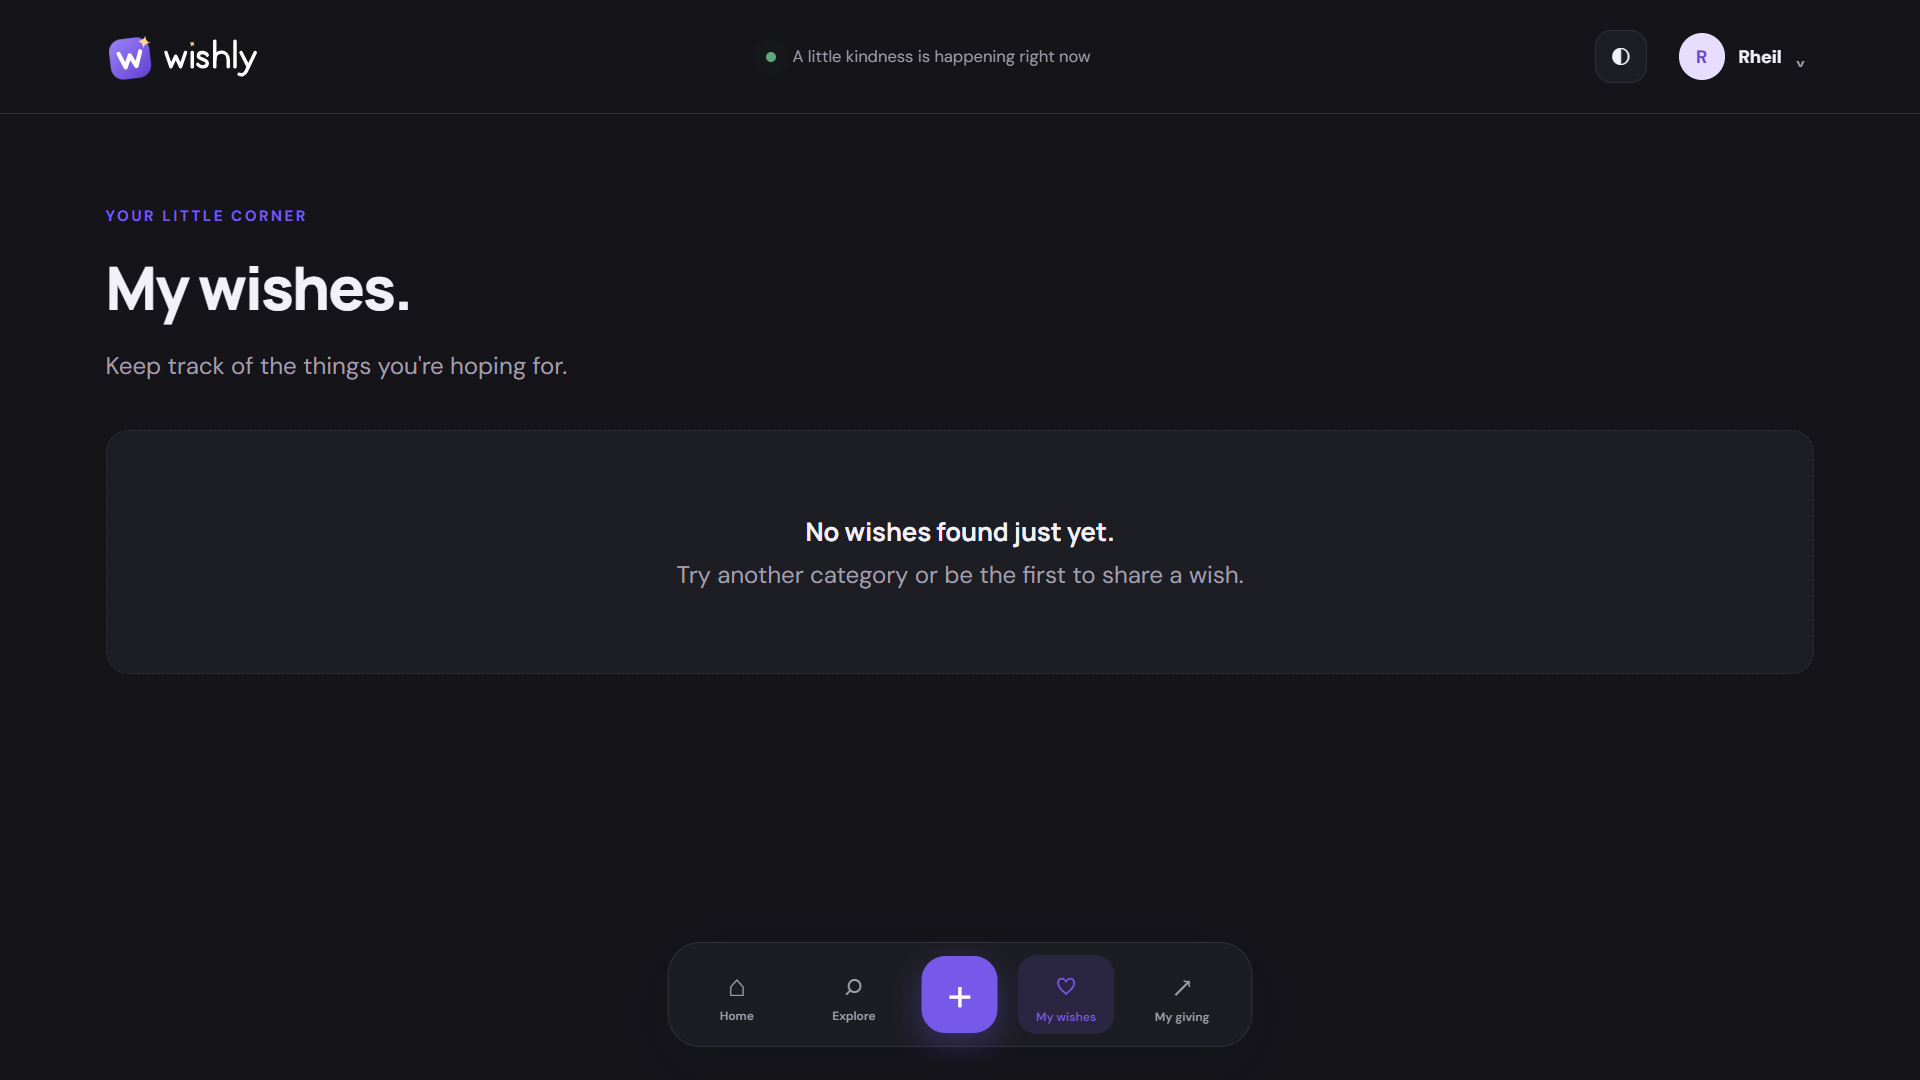 wishly
A little kindness is happening right now
R
Rheil
YOUR LITTLE CORNER
My wishes.
Keep track of the things you're hoping for.
No wishes found just yet.
Try another category or be the first to share a wish.
Home
Explore
+
My wishes
My giving